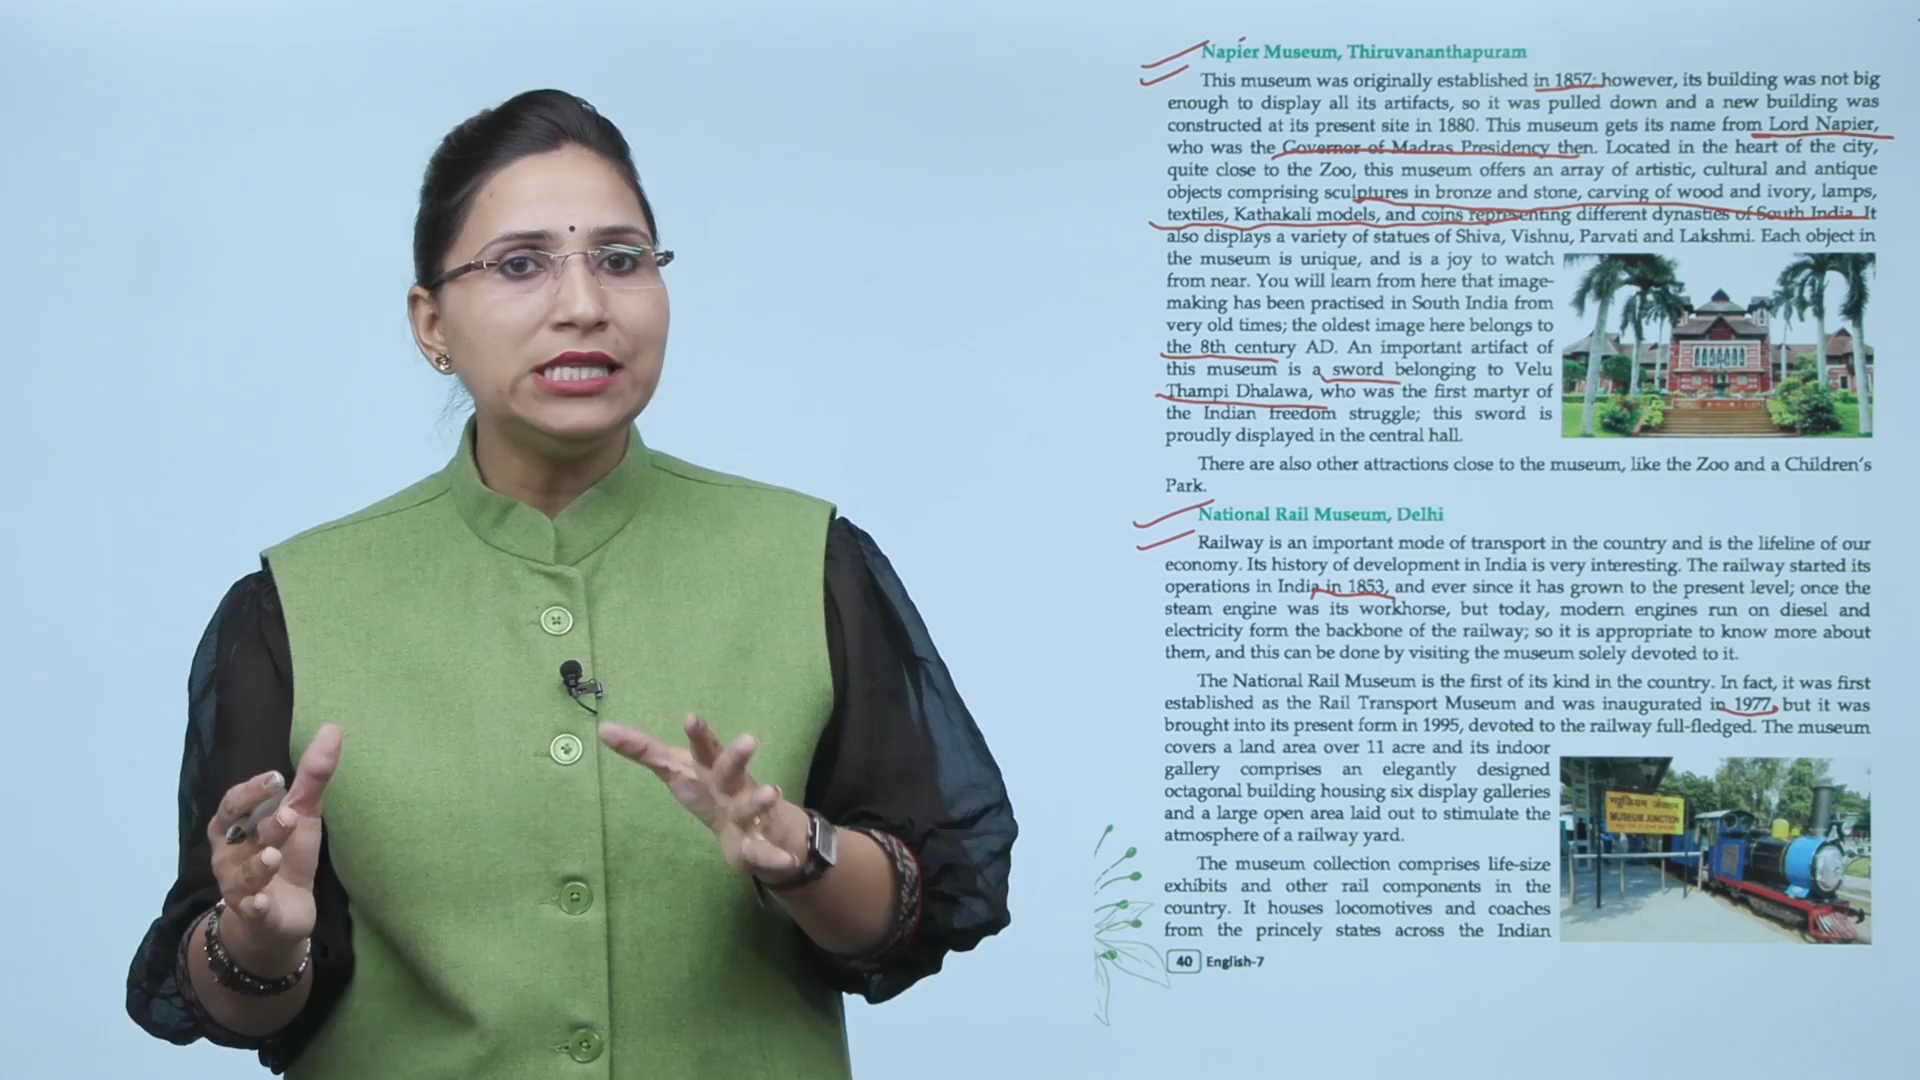 Napier Museum, Thiruvananthapuram
This museum was originally established in 1857; however, its building was not big
enough to display all its artifacts, so it was pulled down and a new building was
constructed at its present site in 1880. This museum gets its name from Lord Napier,
who was the Governor of Madras Presidency then. Located in the heart of the city,
quite close to the Zoo, this museum offers an array of artistic, cultural and antique
objects comprising sculptures in bronze and stone, carving of wood and ivory, lamps,
textiles, Kathakali models, and coins representing different dynasties of South India. It
also displays a variety of statues of Shiva, Vishnu, Parvati and Lakshmi. Each object in
the museum is unique, and is a joy to watch
from near. You will learn from here that image-
making has been practised in South India from
very old times; the oldest image here belongs to
the 8th century AD. An important artifact of
this museum is a sword belonging to Velu
Thampi Dhalawa, who was the first martyr of
the Indian freedom struggle; this sword is
proudly displayed in the central hall.
There are also other attractions close to the museum, like the Zoo and a Children's
Park.
National Rail Museum, Delhi
Railway is an important mode of transport in the country and is the lifeline of our
economy. Its history of development in India is very interesting. The railway started its
operations in India in 1853, and ever since it has grown to the present level; once the
steam engine was its workhorse, but today, modern engines run on diesel and
electricity form the backbone of the railway; so it is appropriate to know more about
them, and this can be done by visiting the museum solely devoted to it.
The National Rail Museum is the first of its kind in the country. In fact, it was first
established as the Rail Transport Museum and was inaugurated in 1977, but it was
brought into its present form in 1995, devoted to the railway full-fledged. The museum
covers a land area over 11 acre and its indoor
gallery comprises an elegantly designed
octagonal building housing six display galleries
and a large open area laid out to stimulate the
atmosphere of a railway yard.
म्यूज़ियम जंक्शन
MUSEUM JUNCTION
The museum collection comprises life-size
exhibits and other rail components in the
country. It houses locomotives and coaches
from the princely states across the Indian
40 English-7